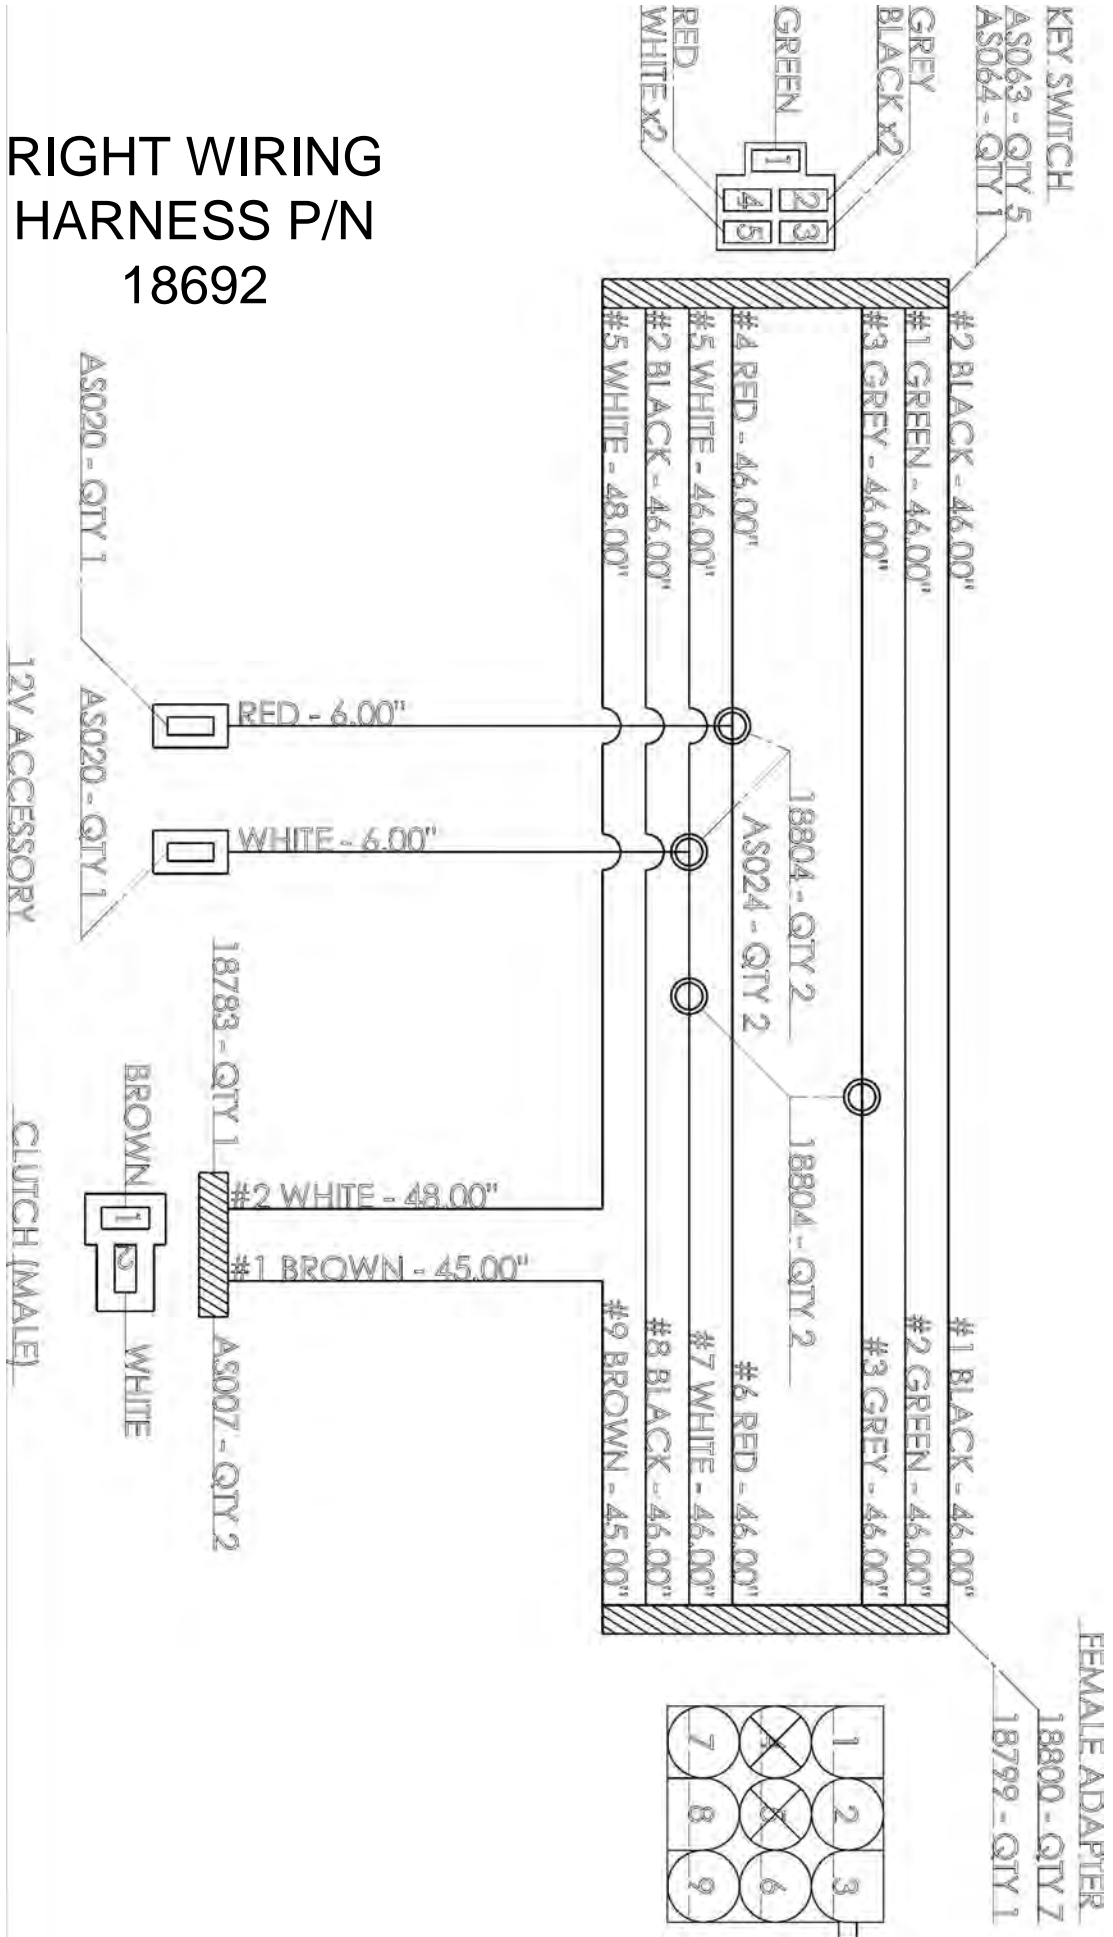 RIGHT WIRING
HARNESS P/N
18692
KEY SWITCH
AS063 - QTY 5
AS064 - QTY 1
GREY
BLACK x2
GREEN
RED
WHITE x2
1
2
3
4
5
#2 BLACK - 46.00"
#1 GREEN - 46.00"
#3 GREY - 46.00"
#4 RED - 46.00"
#5 WHITE - 46.00"
#2 BLACK - 46.00"
#5 WHITE - 48.00"
AS020 - QTY 1
AS020 - QTY 1
12V ACCESSORY
RED - 6.00"
WHITE - 6.00"
18804 - QTY 2
AS024 - QTY 2
18804 - QTY 2
18783 - QTY 1
AS007 - QTY 2
#2 WHITE - 48.00"
#1 BROWN - 45.00"
BROWN
1
2
WHITE
CLUTCH (MALE)
#1 BLACK - 46.00"
#2 GREEN - 46.00"
#3 GREY - 46.00"
#6 RED - 46.00"
#7 WHITE - 46.00"
#8 BLACK - 46.00"
#9 BROWN - 45.00"
FEMALE ADAPTER
18800 - QTY 7
18799 - QTY 1
1
2
3
4
5
6
7
8
9